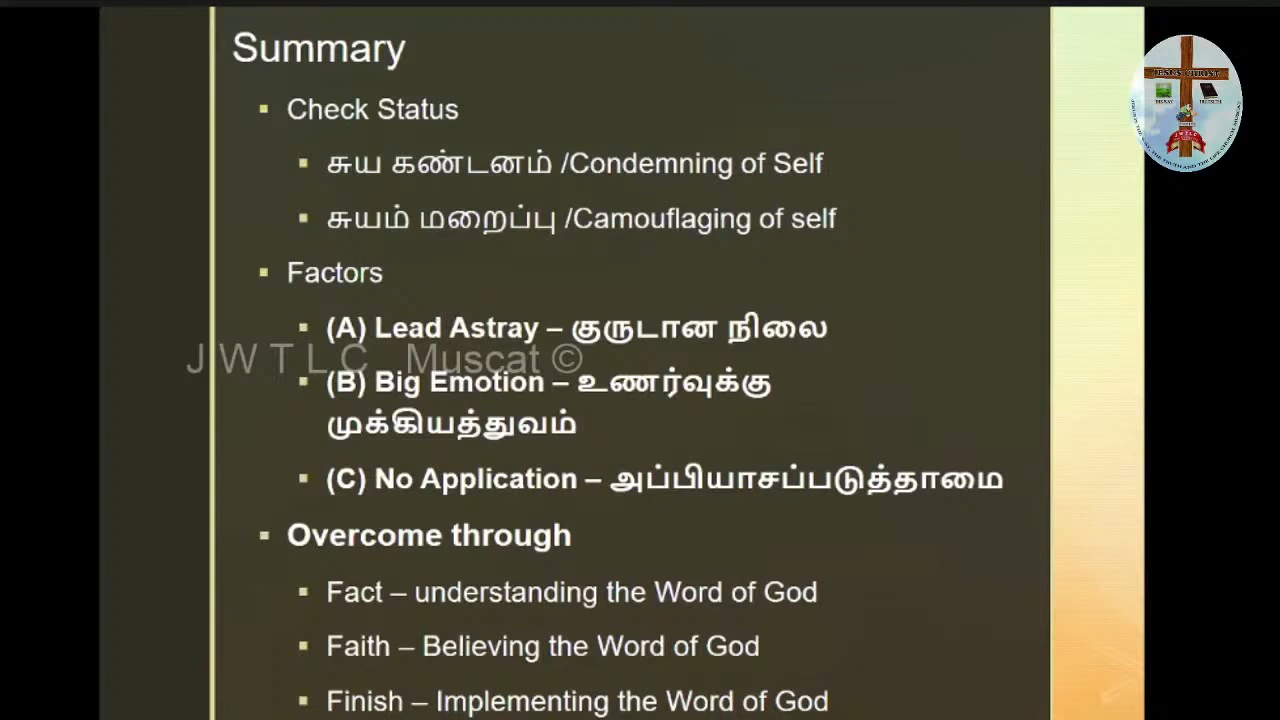 Summary
JESUS CHRIST
▪ Check Status
▪ சுய கண்டனம் /Condemning of Self
▪ சுயம் மறைப்பு /Camouflaging of self
▪ Factors
▪ (A) Lead Astray – குருடான நிலை
J W T L C , Muscat ©
▪ (B) Big Emotion – உணர்வுக்கு
முக்கியத்துவம்
▪ (C) No Application – அப்பியாசப்படுத்தாமை
▪ Overcome through
▪ Fact – understanding the Word of God
▪ Faith – Believing the Word of God
▪ Finish – Implementing the Word of God